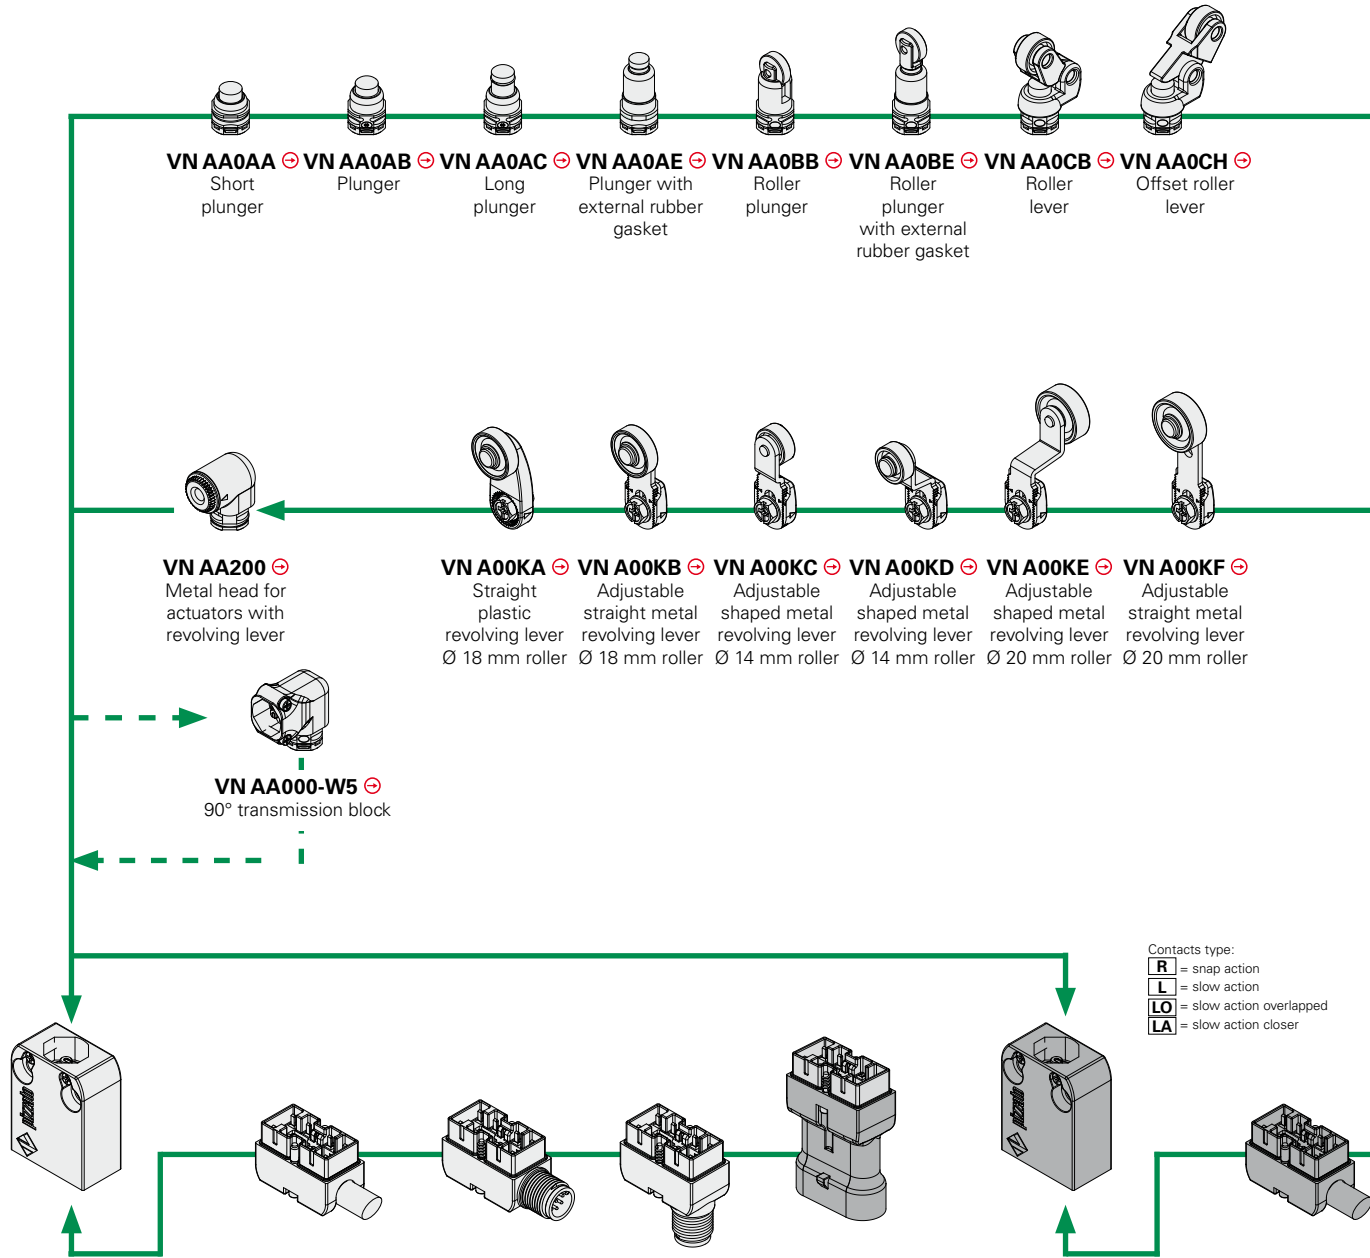 VN AA0AA VN AA0AB VN AA0AC VN AA0AE VN AA0BB VN AA0BE VN AA0CB VN AA0CH
Short
plunger
Plunger
Long
plunger
Plunger with
external rubber
gasket
Roller
plunger
Roller
plunger
with external
rubber gasket
Roller
lever
Offset roller
lever
VN AA200
Metal head for
actuators with
revolving lever
VN A00KA
Straight
plastic
revolving lever
Ø 18 mm roller
VN A00KB
Adjustable
straight metal
revolving lever
Ø 18 mm roller
VN A00KC
Adjustable
shaped metal
revolving lever
Ø 14 mm roller
VN A00KD
Adjustable
shaped metal
revolving lever
Ø 14 mm roller
VN A00KE
Adjustable
shaped metal
revolving lever
Ø 20 mm roller
VN A00KF
Adjustable
straight metal
revolving lever
Ø 20 mm roller
VN AA000-W5
90° transmission block
Contacts type:
R = snap action
L = slow action
LO = slow action overlapped
LA = slow action closer
pizzato
pizzato